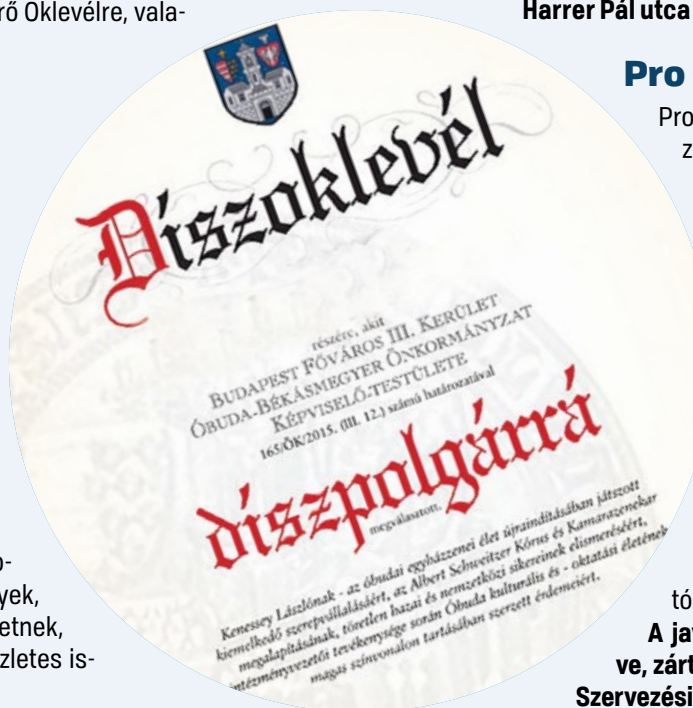 rő Oklevélre, vala-
Harrer Pál utca
Pro
Pro
z
Díszoklevél
részére, akit
BUDAPEST FŐVÁROS III. KERÜLET
ÓBUDA-BÉKÁSMEGYER ÖNKORMÁNYZAT
KÉPVISELŐ-TESTÜLETE
165/ÖK/2015. (III. 12.) számú határozatával
díszpolgárrá
megválasztott.
Kenessey Lászlónak - az óbudai egyházzenei élet újraindításában játszott
kiemelkedő szerepvállalásáért, az Albert Schweitzer Kórus és Kamarazenekar
megalapításának, töretlen hazai és nemzetközi sikereinek elismeréséért,
intézményvezetői tevékenysége során Óbuda kulturális és - oktatási életének
magas színvonalon tartásában szerzett érdemeiért.
o-
yek,
etnek,
zletes is-
tó
A jav
ve, zárt
Szervezési